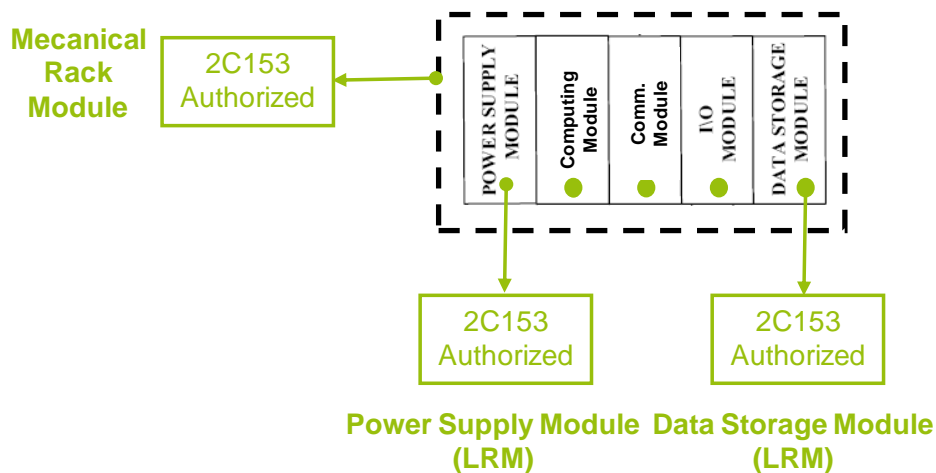 Mecanical
Rack
Module
2C153
Authorized
POWER SUPPLY
MODULE
Computing
Module
Comm.
Module
I\O
MODULE
DATA STORAGE
MODULE
2C153
Authorized
2C153
Authorized
Power Supply Module
(LRM)
Data Storage Module
(LRM)